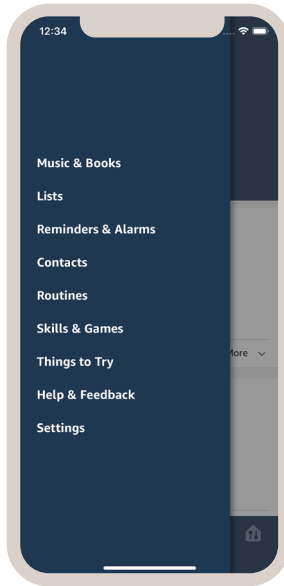 12:34
Music & Books
Lists
Reminders & Alarms
Contacts
Routines
Skills & Games
Things to Try
More
Help & Feedback
Settings